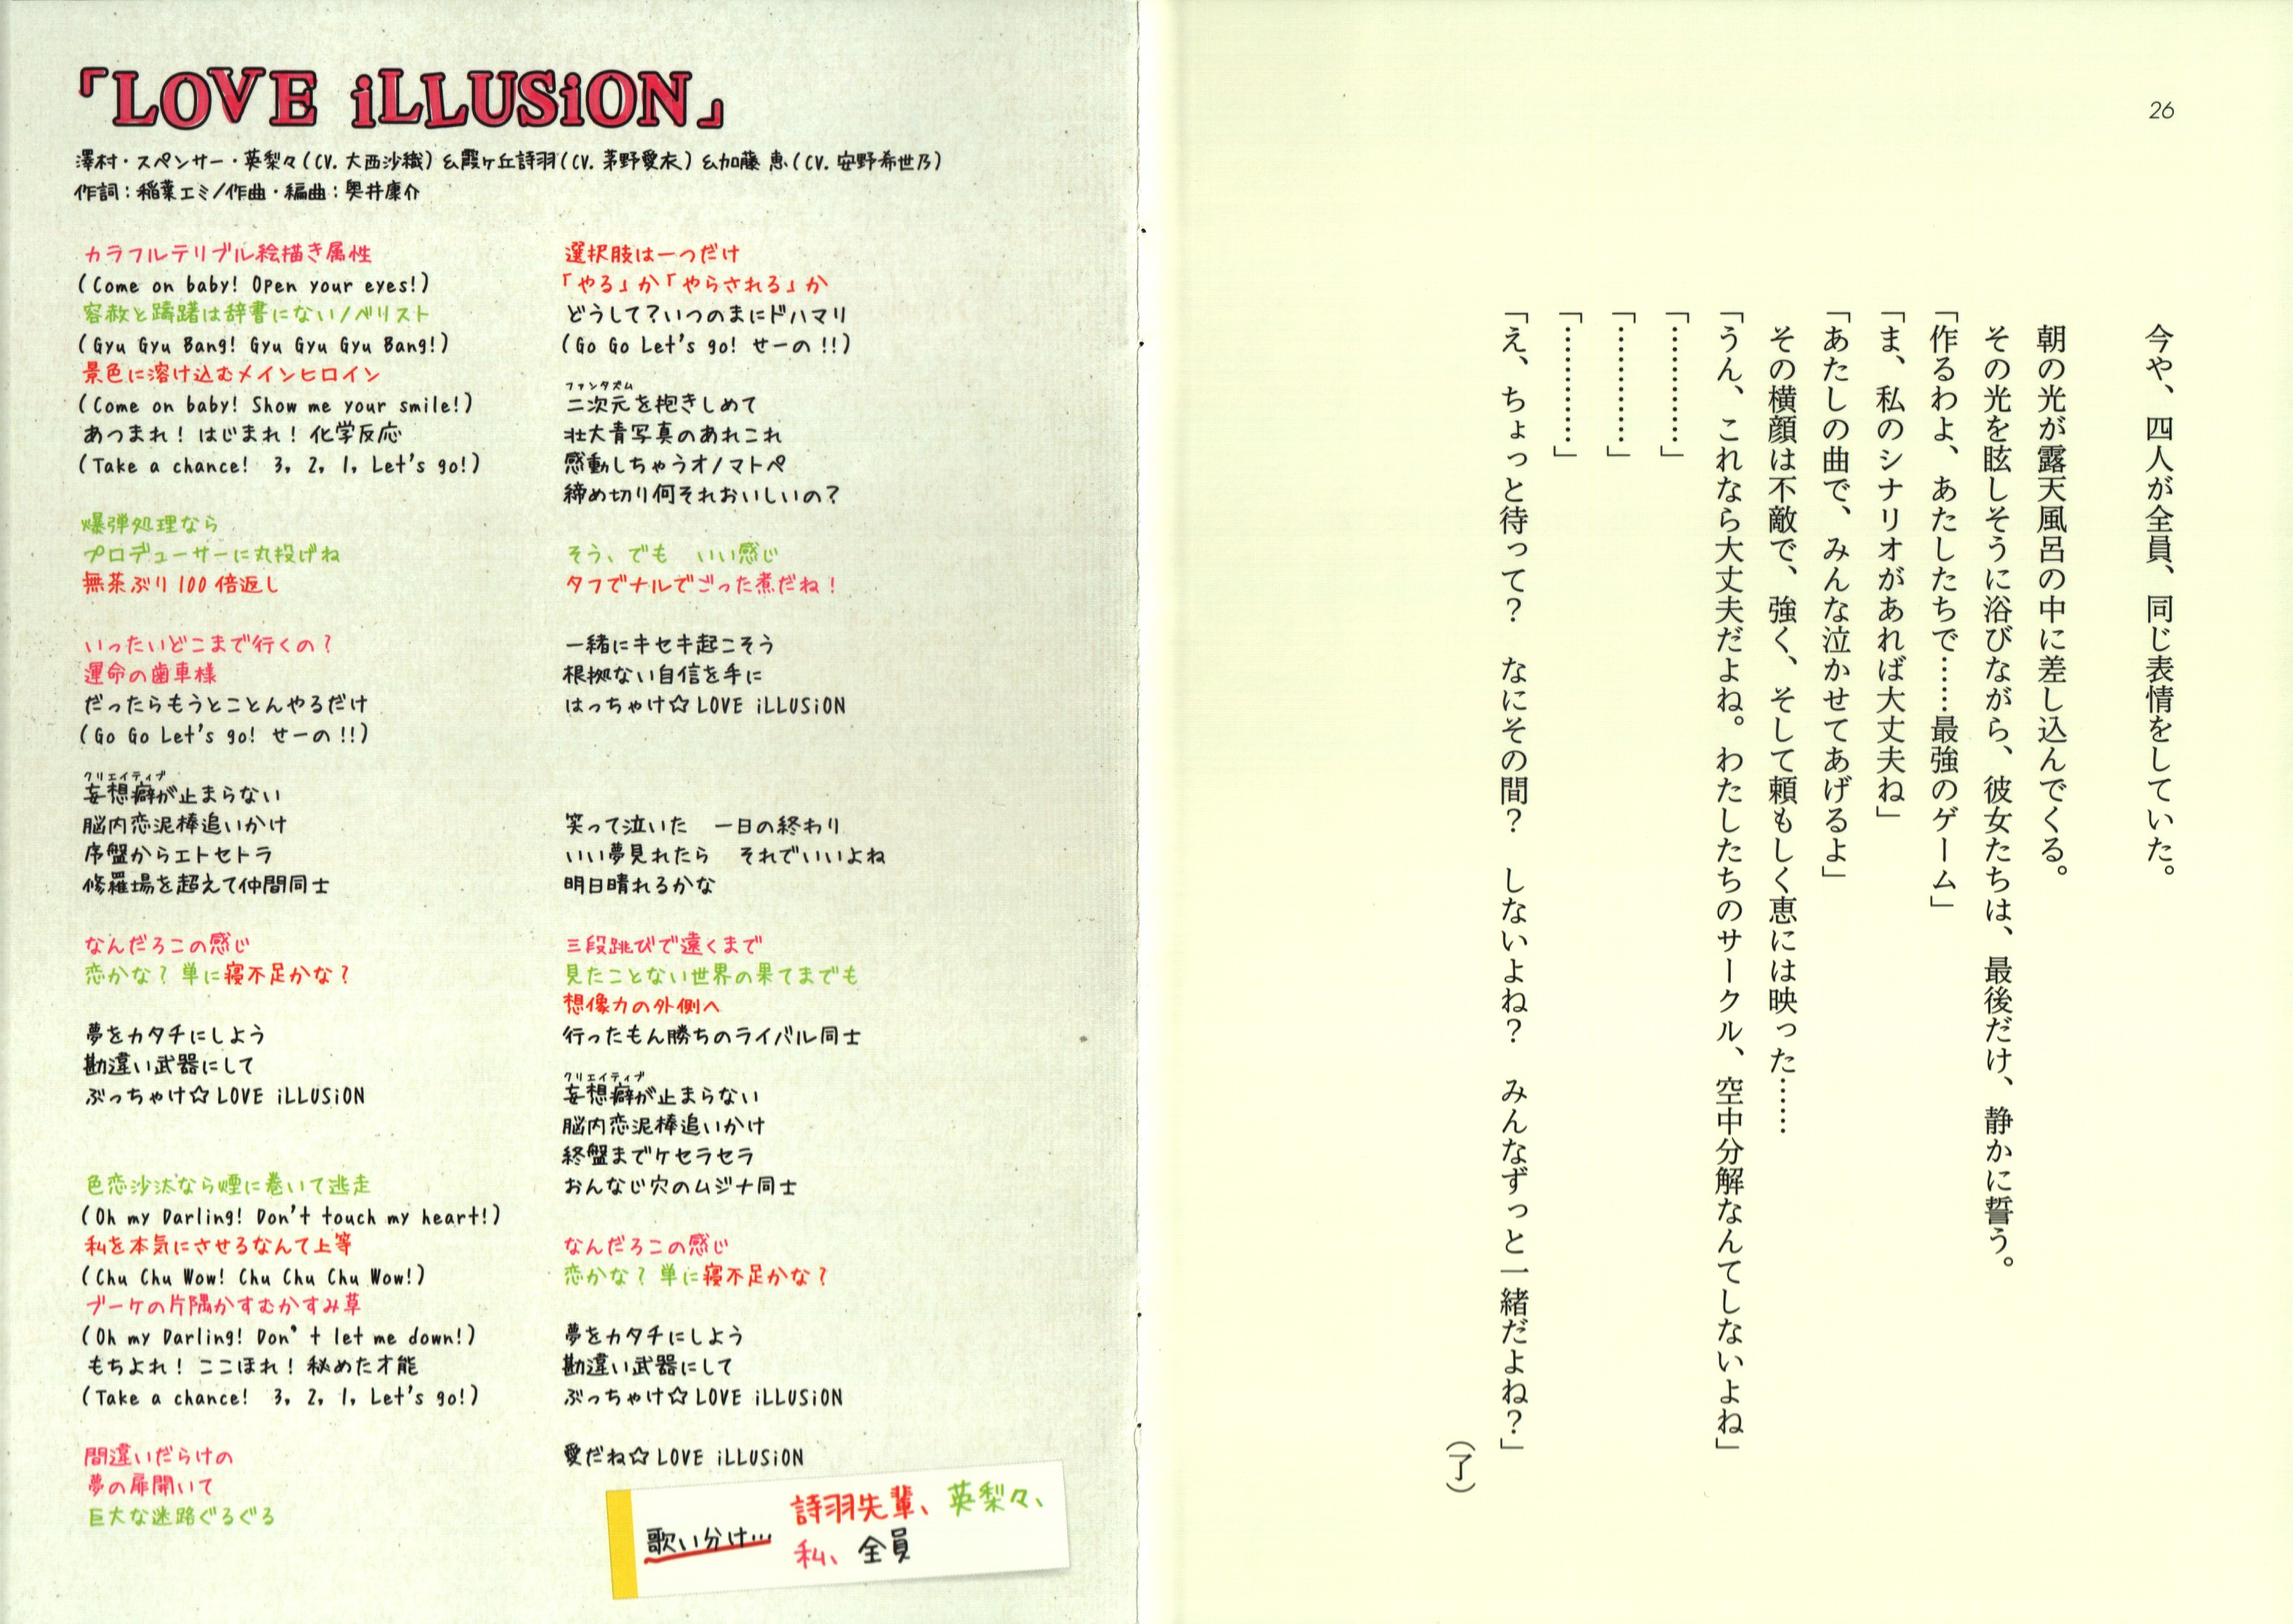 「LOVE iLLUSiON」
澤村・スペンサー・英梨々(CV. 大西沙織)&霞ヶ丘詩羽(CV. 茅野愛衣)&加藤 恵(CV. 安野希世乃)
作詞:稲葉エミ/作曲・編曲:奥井康介
カラフルテリブル絵描き属性
(Come on baby! Open your eyes!)
容赦と躊躇は辞書にないノベリスト
(Gyu Gyu Bang! Gyu Gyu Gyu Bang!)
景色に溶け込むメインヒロイン
(Come on baby! Show me your smile!)
あつまれ! はじまれ! 化学反応
(Take a chance! 3, 2, 1, Let's go!)
爆弾処理なら
プロデューサーに丸投げね
無茶ぶり100倍返し
いったいどこまで行くの?
運命の歯車様
だったらもうとことんやるだけ
(Go Go Let's go! せーの!!)
クリエイティブ
妄想癖が止まらない
脳内恋泥棒追いかけ
序盤からエトセトラ
修羅場を超えて仲間同士
なんだろこの感じ
恋かな? 単に寝不足かな?
夢をカタチにしよう
勘違い武器にして
ぶっちゃけ☆LOVE iLLUSiON
色恋沙汰なら煙に巻いて逃走
(Oh my Darling! Don't touch my heart!)
私を本気にさせるなんて上等
(Chu Chu Wow! Chu Chu Chu Wow!)
ブーケの片隅かすむかすみ草
(Oh my Darling! Don't let me down!)
もちよれ! ここほれ! 秘めた才能
(Take a chance! 3, 2, 1, Let's go!)
間違いだらけの
夢の扉開いて
巨大な迷路ぐるぐる
選択肢は一つだけ
「やる」か「やらされる」か
どうして?いつのまにドハマリ
(Go Go Let's go! せーの!!)
ファンタズム
二次元を抱きしめて
壮大青写真のあれこれ
感動しちゃうオノマトペ
締め切り何それおいしいの?
そう、でも いい感じ
タフでナルでごった煮だね!
一緒にキセキ起こそう
根拠ない自信を手に
はっちゃけ☆LOVE iLLUSiON
笑って泣いた 一日の終わり
いい夢見れたら それでいいよね
明日晴れるかな
三段跳びで遠くまで
見たことない世界の果てまでも
想像力の外側へ
行ったもん勝ちのライバル同士
クリエイティブ
妄想癖が止まらない
脳内恋泥棒追いかけ
終盤までケセラセラ
おんなじ穴のムジナ同士
なんだろこの感じ
恋かな? 単に寝不足かな?
夢をカタチにしよう
勘違い武器にして
ぶっちゃけ☆LOVE iLLUSiON
愛だね☆LOVE iLLUSiON
歌い分け…
詩羽先輩、英梨々、
私、全員
26
今や、四人が全員、同じ表情をしていた。
朝の光が露天風呂の中に差し込んでくる。
その光を眩しそうに浴びながら、彼女たちは、最後だけ、静かに誓う。
「作るわよ、あたしたちで……最強のゲーム」
「ま、私のシナリオがあれば大丈夫ね」
「あたしの曲で、みんな泣かせてあげるよ」
その横顔は不敵で、強く、そして頼もしく恵には映った……
「うん、これなら大丈夫だよね。わたしたちのサークル、空中分解なんてしないよね」
「…………」
「…………」
「…………」
「え、ちょっと待って? なにその間? しないよね? みんなずっと一緒だよね?」
(了)